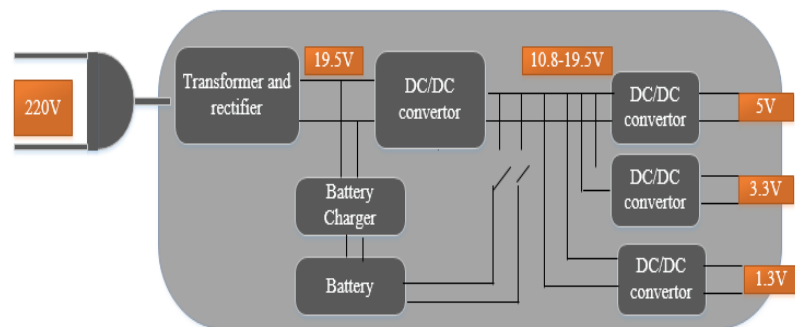 220V
Transformer and
rectifier
19.5V
DC/DC
convertor
10.8-19.5V
DC/DC
convertor
5V
DC/DC
convertor
3.3V
Battery
Charger
Battery
DC/DC
convertor
1.3V